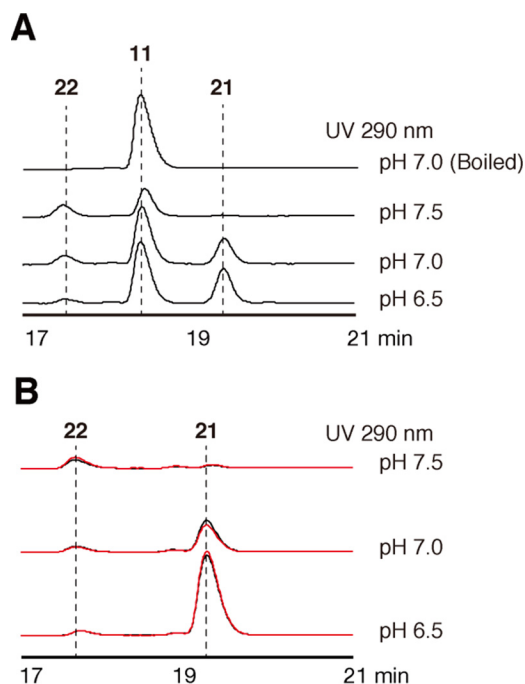 A
11
22 21
UV 290 nm
pH 7.0 (Boiled)
pH 7.5
pH 7.0
pH 6.5
17 19 21 min
B
22 21
UV 290 nm
pH 7.5
pH 7.0
pH 6.5
17 19 21 min